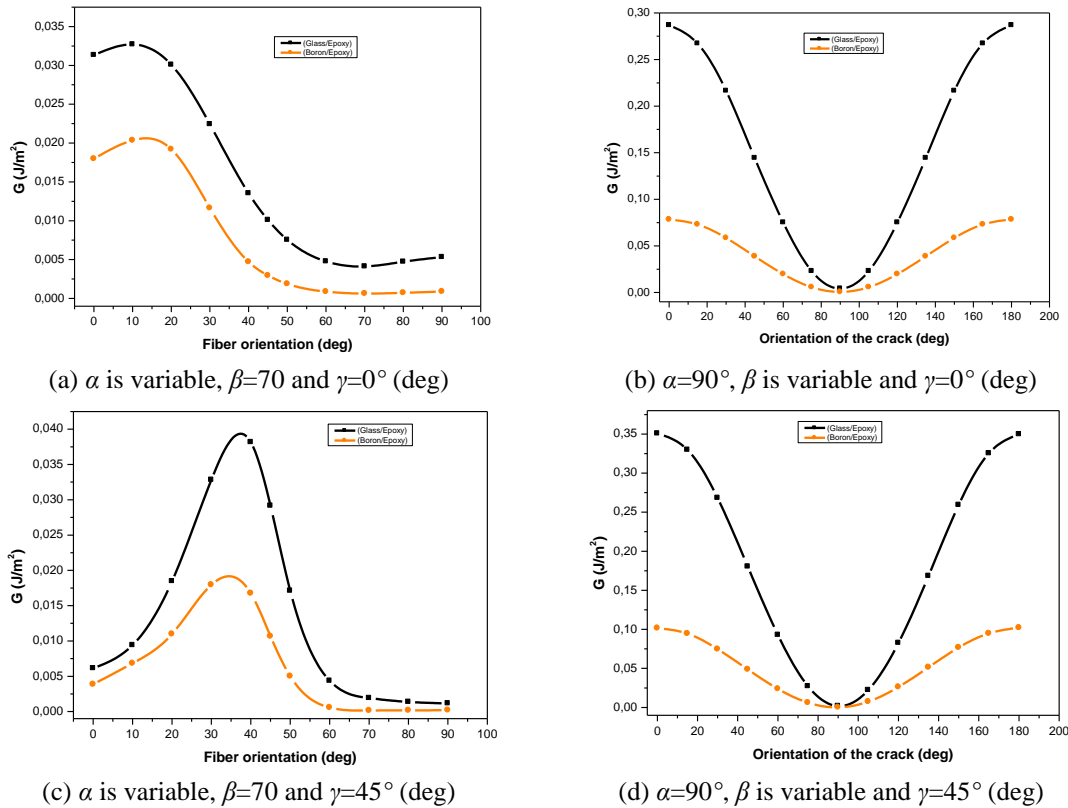 0,035
0,030
0,025
0,020
0,015
0,010
0,005
0,000
G (J/m²)
(Glass/Epoxy)
(Boron/Epoxy)
0 10 20 30 40 50 60 70 80 90 100
Fiber orientation (deg)
(a) α is variable, β=70 and γ=0° (deg)
0,30
0,25
0,20
0,15
0,10
0,05
0,00
G (J/m²)
(Glass/Epoxy)
(Boron/Epoxy)
0 20 40 60 80 100 120 140 160 180 200
Orientation of the crack (deg)
(b) α=90°, β is variable and γ=0° (deg)
0,040
0,035
0,030
0,025
0,020
0,015
0,010
0,005
0,000
G (J/m²)
(Glass/Epoxy)
(Boron/Epoxy)
0 10 20 30 40 50 60 70 80 90 100
Fiber orientation (deg)
(c) α is variable, β=70 and γ=45° (deg)
0,35
0,30
0,25
0,20
0,15
0,10
0,05
0,00
G (J/m²)
(Glass/Epoxy)
(Boron/Epoxy)
0 20 40 60 80 100 120 140 160 180 200
Orientation of the crack (deg)
(d) α=90°, β is variable and γ=45° (deg)